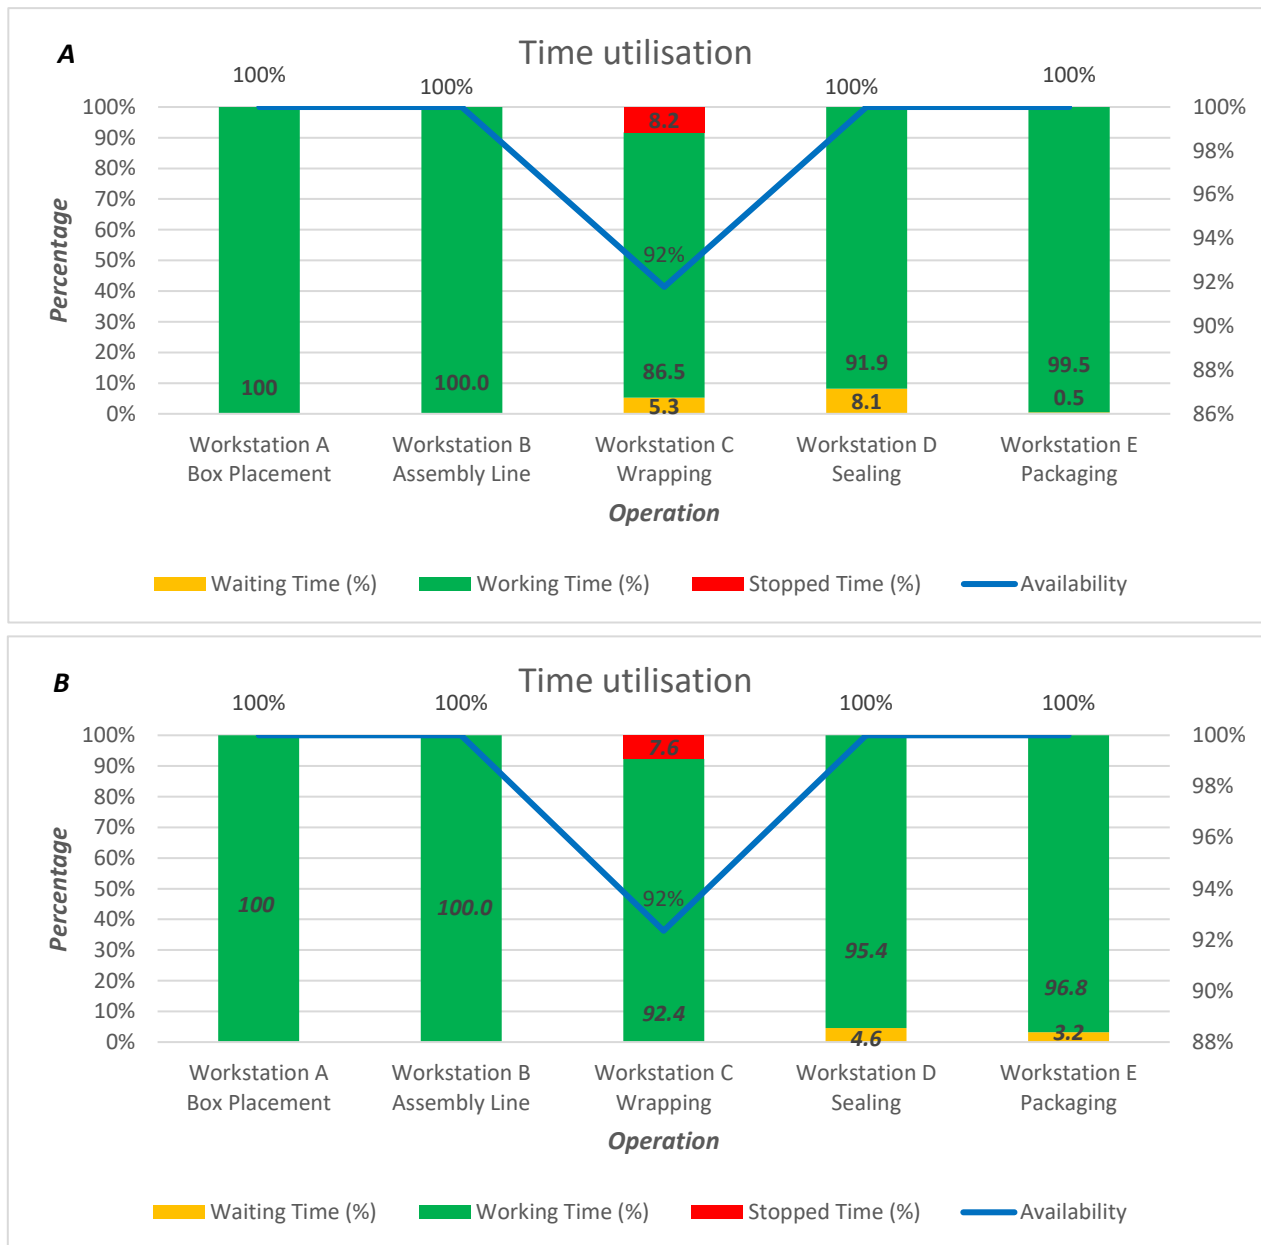 A
Time utilisation
100% 100% 100% 100%
100%
90%
80%
70%
60%
50%
40%
30%
20%
10%
0%
Percentage
8.2
92%
100 100.0 86.5 91.9 99.5
5.3 8.1 0.5
100%
98%
96%
94%
92%
90%
88%
86%
Workstation A Workstation B Workstation C Workstation D Workstation E
Box Placement Assembly Line Wrapping Sealing Packaging
Operation
Waiting Time (%) Working Time (%) Stopped Time (%) Availability
B
Time utilisation
100% 100% 100% 100%
100%
90%
80%
70%
60%
50%
40%
30%
20%
10%
0%
Percentage
7.6
92%
100 100.0 92.4 95.4 96.8
4.6 3.2
100%
98%
96%
94%
92%
90%
88%
Workstation A Workstation B Workstation C Workstation D Workstation E
Box Placement Assembly Line Wrapping Sealing Packaging
Operation
Waiting Time (%) Working Time (%) Stopped Time (%) Availability